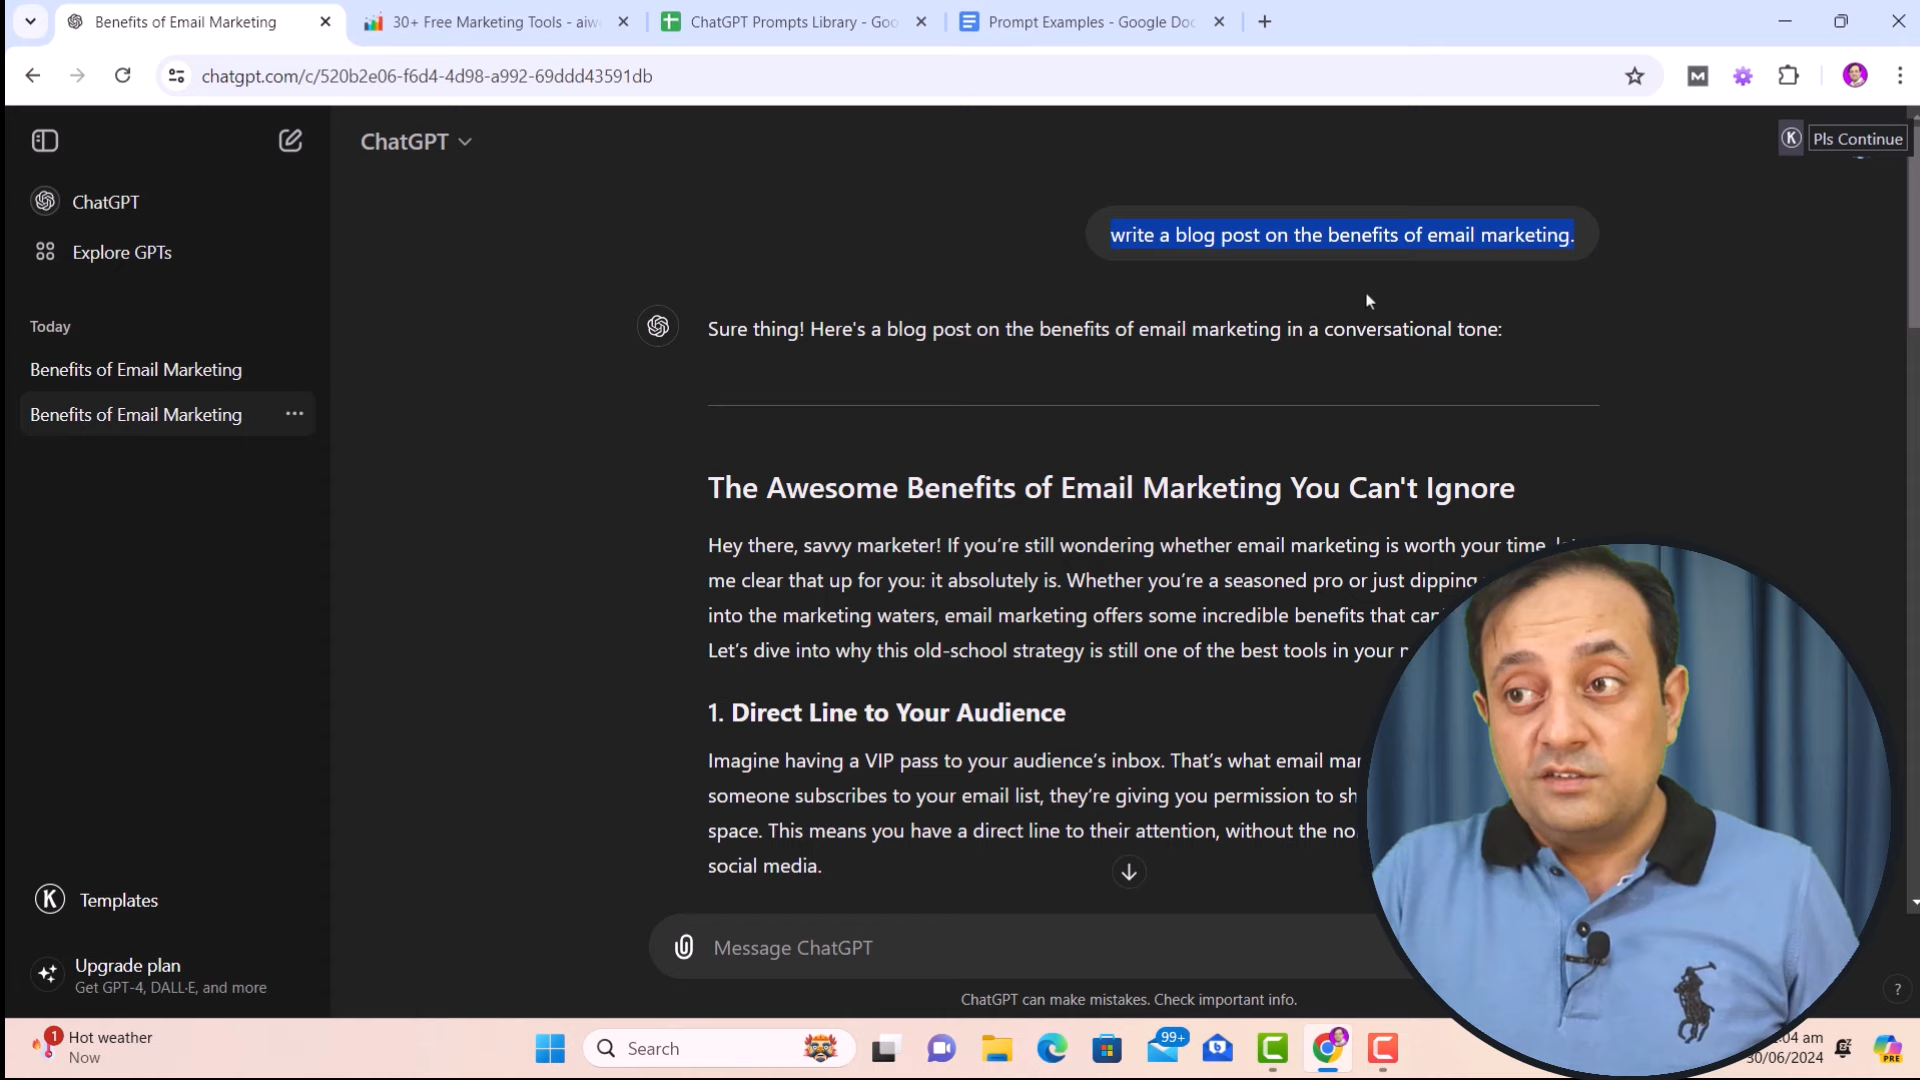 Benefits of Email Marketing
30+ Free Marketing Tools - aiw
ChatGPT Prompts Library - Goo
Prompt Examples - Google Doc
chatgpt.com/c/520b2e06-f6d4-4d98-a992-69ddd43591db
ChatGPT
Pls Continue
ChatGPT
Explore GPTs
write a blog post on the benefits of email marketing.
Today
Sure thing! Here's a blog post on the benefits of email marketing in a conversational tone:
Benefits of Email Marketing
Benefits of Email Marketing
The Awesome Benefits of Email Marketing You Can't Ignore
Hey there, savvy marketer! If you’re still wondering whether email marketing is worth your time,
me clear that up for you: it absolutely is. Whether you’re a seasoned pro or just dipping
into the marketing waters, email marketing offers some incredible benefits that can
Let’s dive into why this old-school strategy is still one of the best tools in your
1. Direct Line to Your Audience
Imagine having a VIP pass to your audience’s inbox. That’s what email mar
someone subscribes to your email list, they’re giving you permission to sh
space. This means you have a direct line to their attention, without the no
social media.
Templates
Message ChatGPT
Upgrade plan
Get GPT-4, DALL·E, and more
ChatGPT can make mistakes. Check important info.
?
1
Hot weather
Now
Search
99+
:04 am
30/06/2024
PRE